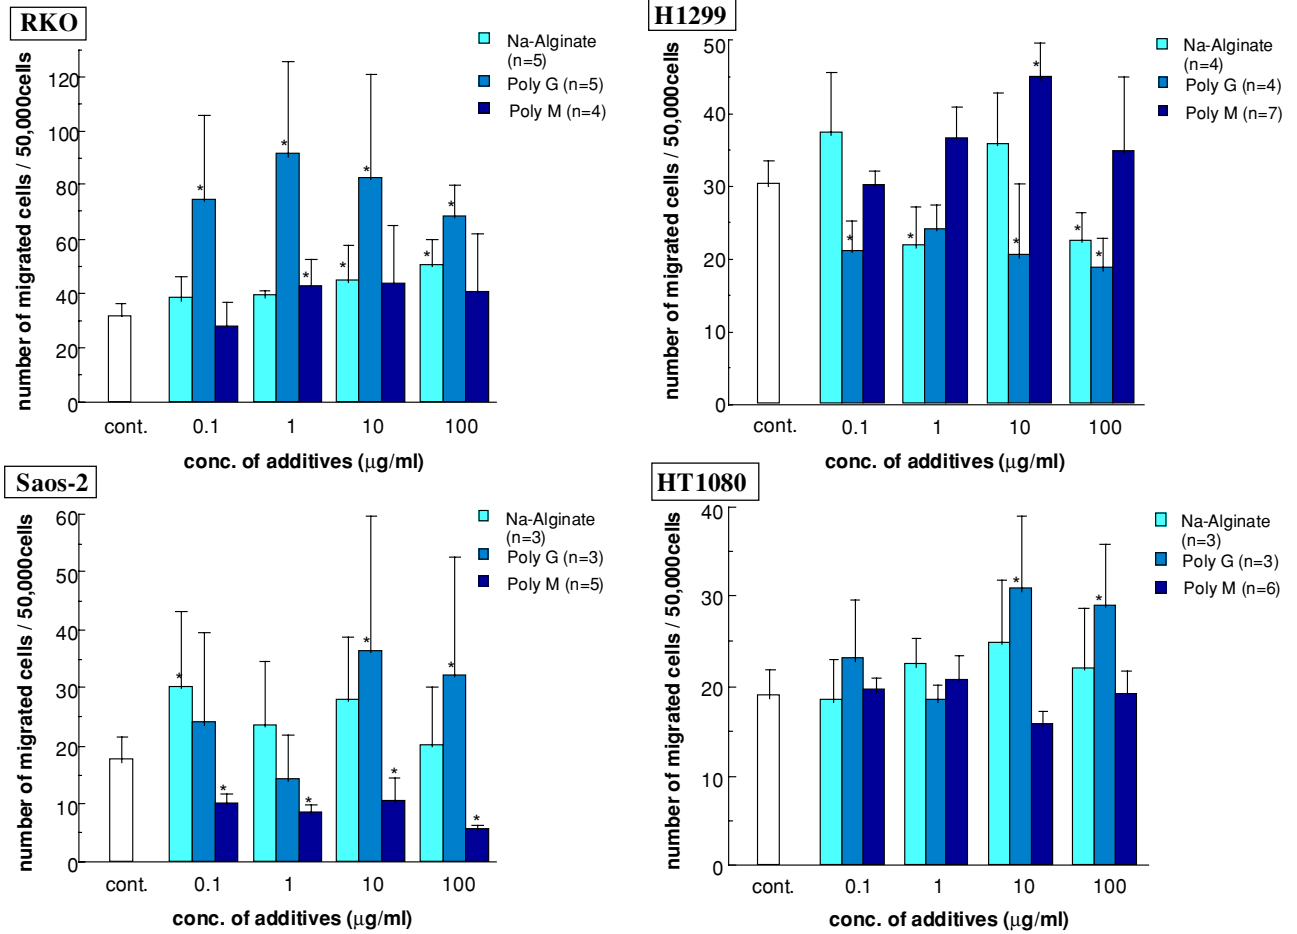 RKO
number of migrated cells / 50,000cells
120
100
80
60
40
20
0
*
*
*
*
*
*
*
cont.
0.1
1
10
100
conc. of additives (μg/ml)
Na-Alginate
(n=5)
Poly G (n=5)
Poly M (n=4)
H1299
number of migrated cells / 50,000cells
50
40
30
20
10
0
*
*
*
*
*
*
cont.
0.1
1
10
100
conc. of additives (μg/ml)
Na-Alginate
(n=4)
Poly G (n=4)
Poly M (n=7)
Saos-2
number of migrated cells / 50,000cells
60
50
40
30
20
10
0
*
*
*
*
*
*
*
cont.
0.1
1
10
100
conc. of additives (μg/ml)
Na-Alginate
(n=3)
Poly G (n=3)
Poly M (n=5)
HT1080
number of migrated cells / 50,000cells
40
30
20
10
0
*
*
cont.
0.1
1
10
100
conc. of additives (μg/ml)
Na-Alginate
(n=3)
Poly G (n=3)
Poly M (n=6)